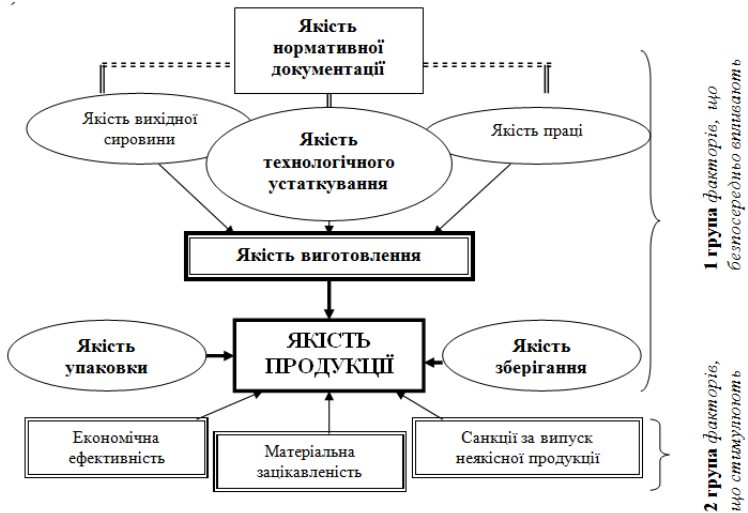 Якість
нормативної
документації
Якість вихідної
сировини
Якість
технологічного
устаткування
Якість праці
Якість виготовлення
Якість
упаковки
ЯКІСТЬ
ПРОДУКЦІЇ
Якість
зберігання
Економічна
ефективність
Матеріальна
зацікавленість
Санкції за випуск
неякісної продукції
1 група факторів, що
безпосередньо впливають
2 група факторів,
що стимулюють